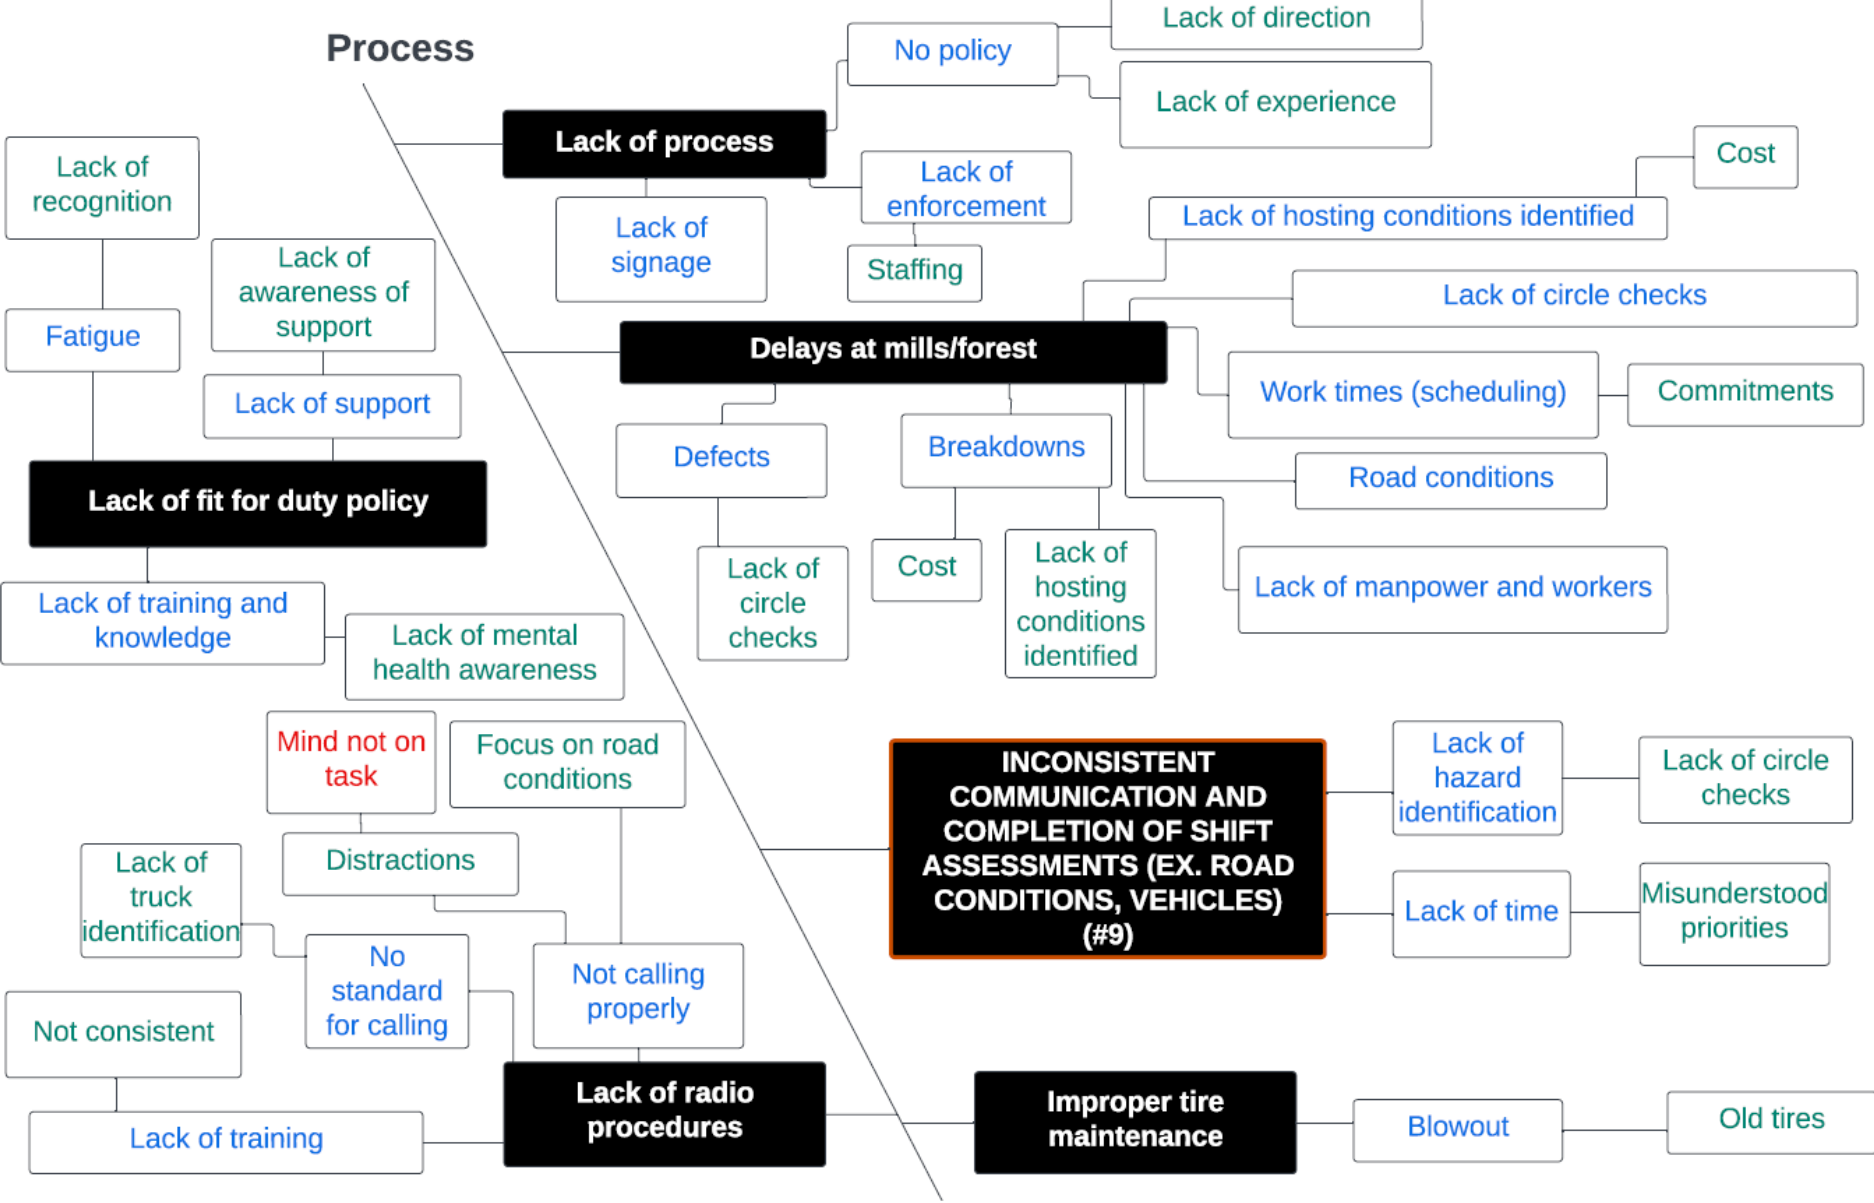 Process
Lack of direction
No policy
Lack of experience
Lack of process
Lack of
enforcement
Lack of
signage
Staffing
Cost
Lack of hosting conditions identified
Lack of circle checks
Delays at mills/forest
Work times (scheduling)
Commitments
Defects
Breakdowns
Road conditions
Lack of
circle
checks
Cost
Lack of
hosting
conditions
identified
Lack of manpower and workers
Lack of
recognition
Lack of
awareness of
support
Fatigue
Lack of support
Lack of fit for duty policy
Lack of training and
knowledge
Lack of mental
health awareness
Mind not on
task
Focus on road
conditions
Distractions
Lack of
truck
identification
No
standard
for calling
Not calling
properly
Not consistent
Lack of radio
procedures
Lack of training
INCONSISTENT
COMMUNICATION AND
COMPLETION OF SHIFT
ASSESSMENTS (EX. ROAD
CONDITIONS, VEHICLES)
(#9)
Lack of
hazard
identification
Lack of circle
checks
Lack of time
Misunderstood
priorities
Improper tire
maintenance
Blowout
Old tires